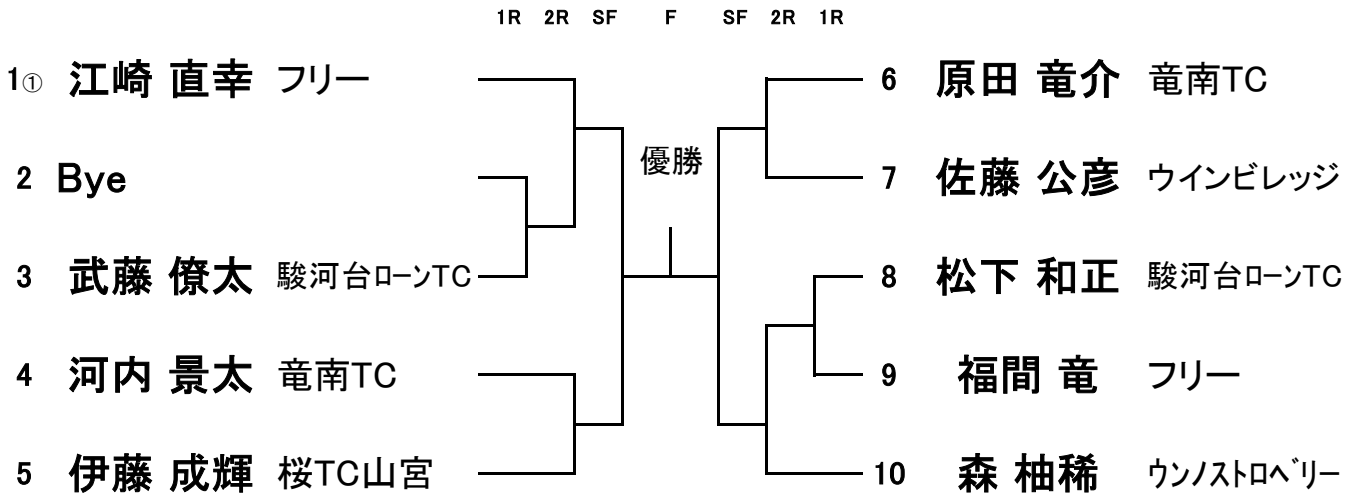 1R 2R SF F SF 2R 1R
1① 江崎 直幸 フリー
2 Bye
3 武藤 僚太 駿河台ローンTC
4 河内 景太 竜南TC
5 伊藤 成輝 桜TC山宮
優勝
6 原田 竜介 竜南TC
7 佐藤 公彦 ウインビレッジ
8 松下 和正 駿河台ローンTC
9 福間 竜 フリー
10 森 柚稀 ウンノストロベリー